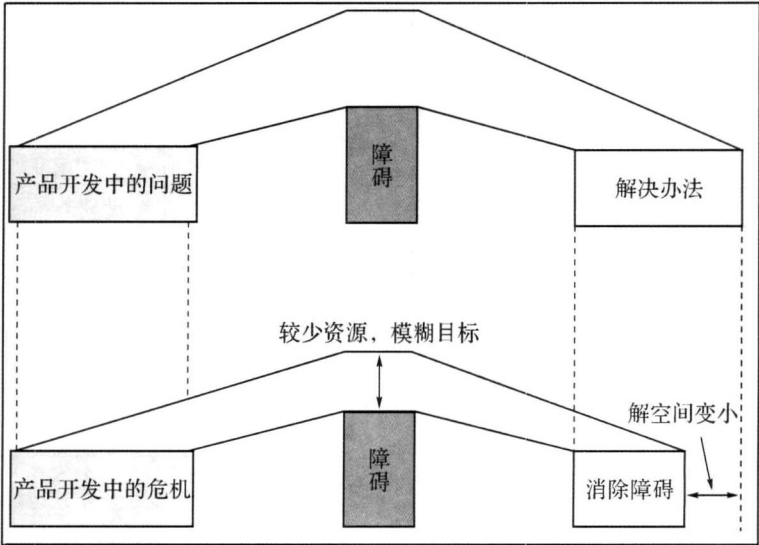 障
碍
产品开发中的问题
解决办法
较少资源，模糊目标
解空间变小
障
碍
产品开发中的危机
消除障碍